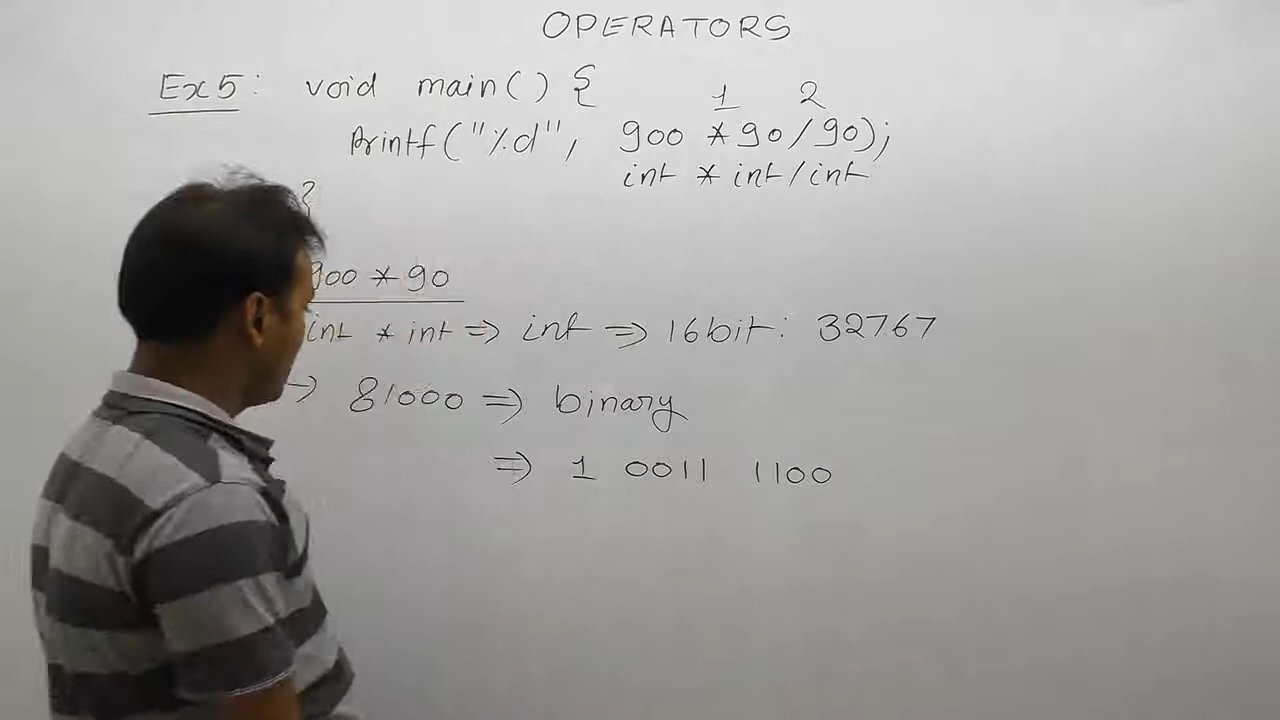 OPERATORS
Ex5: void main() {
1 2
printf("%d", 900 * 90/90);
int * int/int
}
900 * 90
int * int ⇒ int ⇒ 16bit: 32767
⇒ 81000 ⇒ binary
⇒ 1 0011 1100